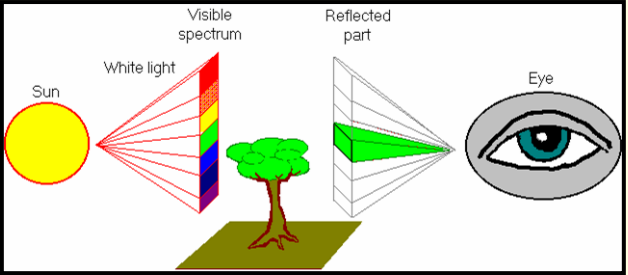 Visible
spectrum
Reflected
part
White light
Sun
Eye